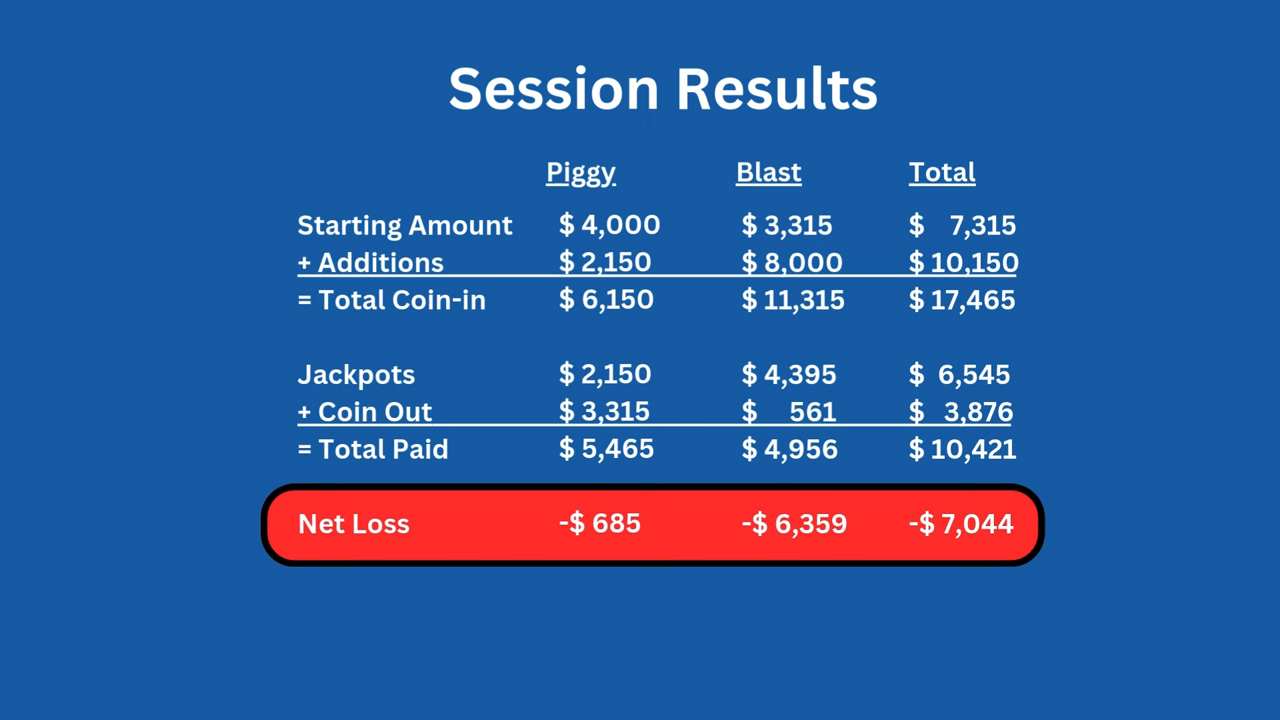 Session Results
Piggy Blast Total
Starting Amount $ 4,000 $ 3,315 $ 7,315
+ Additions $ 2,150 $ 8,000 $ 10,150
= Total Coin-in $ 6,150 $ 11,315 $ 17,465
Jackpots $ 2,150 $ 4,395 $ 6,545
+ Coin Out $ 3,315 $ 561 $ 3,876
= Total Paid $ 5,465 $ 4,956 $ 10,421
Net Loss -$ 685 -$ 6,359 -$ 7,044